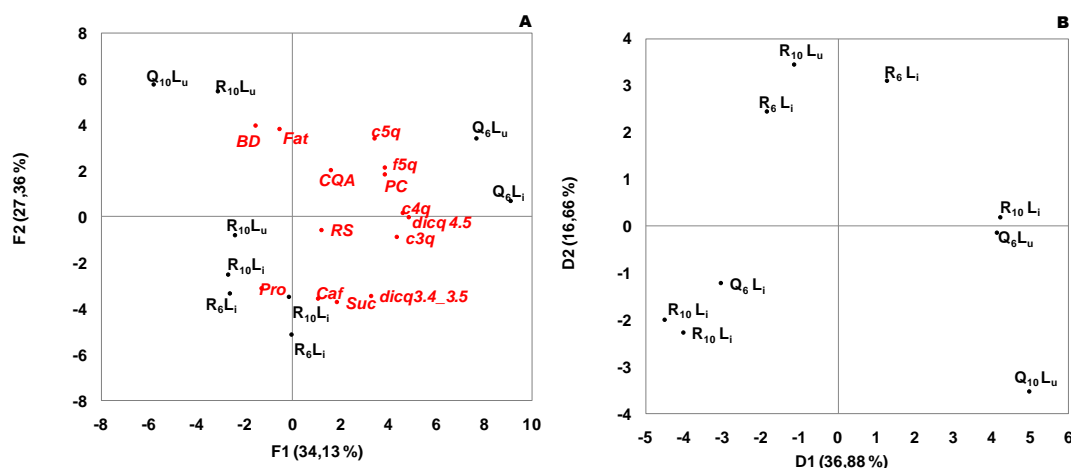 A
8
6
4
2
0
-2
-4
-6
-8
F2 (27,36 %)
Q10Lu
R10Lu
BD
Fat
c5q
Q6Lu
CQA
f5q
PC
Q6Li
c4q
dicq 4.5
RS
c3q
R10Lu
R10Li
R6Li
Pro
R10Li
Caf
Suc
dicq3.4_3.5
R6Li
-8 -6 -4 -2 0 2 4 6 8 10
F1 (34,13 %)
B
4
3
2
1
0
-1
-2
-3
-4
D2 (16,66 %)
R10 Lu
R6 Li
R6 Li
R10 Li
Q6Lu
Q6 Li
R10 Li
R10 Li
Q10 Lu
-5 -4 -3 -2 -1 0 1 2 3 4 5 6
D1 (36,88 %)